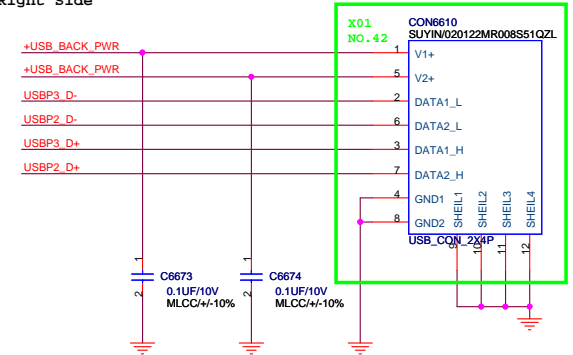 Right Side
X01
NO.42
CON6610
SUYIN/020122MR008S51QZL
+USB_BACK_PWR
1
V1+
+USB_BACK_PWR
5
V2+
USBP3_D-
2
DATA1_L
USBP2_D-
6
DATA2_L
USBP3_D+
3
DATA1_H
USBP2_D+
7
DATA2_H
4
GND1
8
GND2
SHEIL1
SHEIL2
SHEIL3
SHEIL4
USB_CON_2X4P
9
10
11
12
1
2
C6673
0.1UF/10V
MLCC/+/-10%
1
2
C6674
0.1UF/10V
MLCC/+/-10%